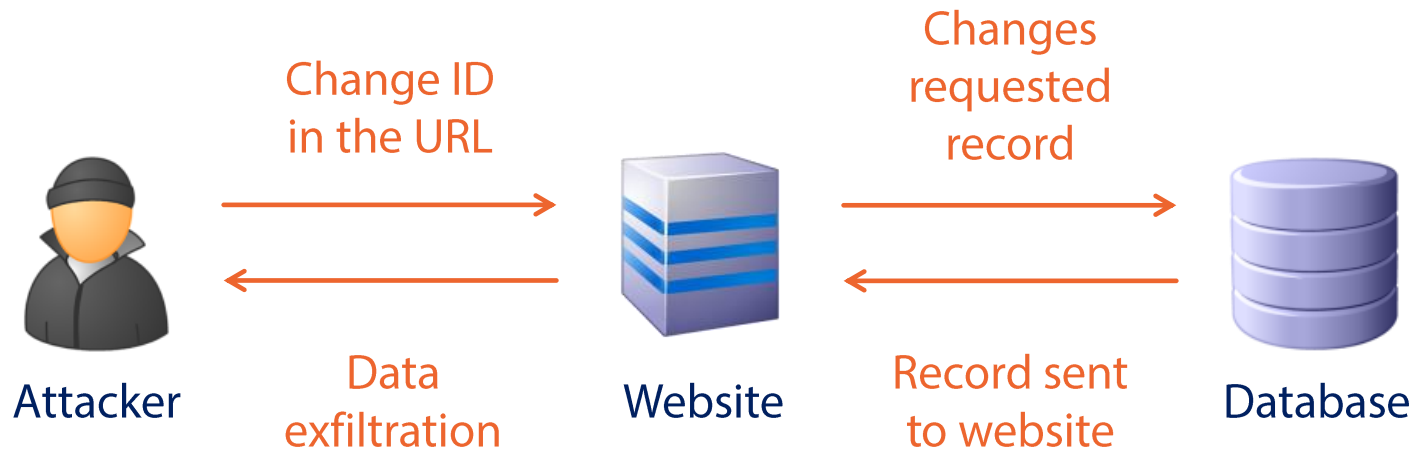 Change ID
in the URL
Changes
requested
record
Attacker
Data
exfiltration
Website
Record sent
to website
Database